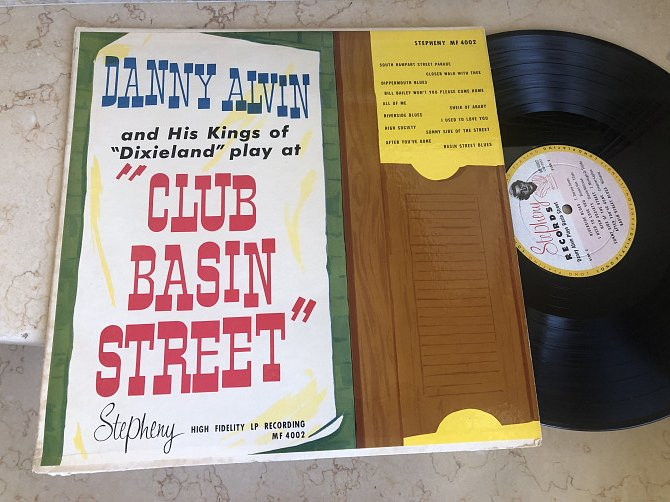 DANNY ALVIN
and His Kings of
"Dixieland" play at
"CLUB
BASIN
STREET"
Stepheny HIGH FIDELITY LP RECORDING
MF 4002
STEPHENY MF 4002
SOUTH RAMPART STREET PARADE
CLOSER WALK WITH THEE
DIPPERMOUTH BLUES
BILL BAILEY WON'T YOU PLEASE COME HOME
ALL OF ME
SHEIK OF ARABY
RIVERSIDE BLUES
I USED TO LOVE YOU
HIGH SOCIETY
SUNNY SIDE OF THE STREET
AFTER YOU'VE GONE
BASIN STREET BLUES
Stepheny
RECORDS